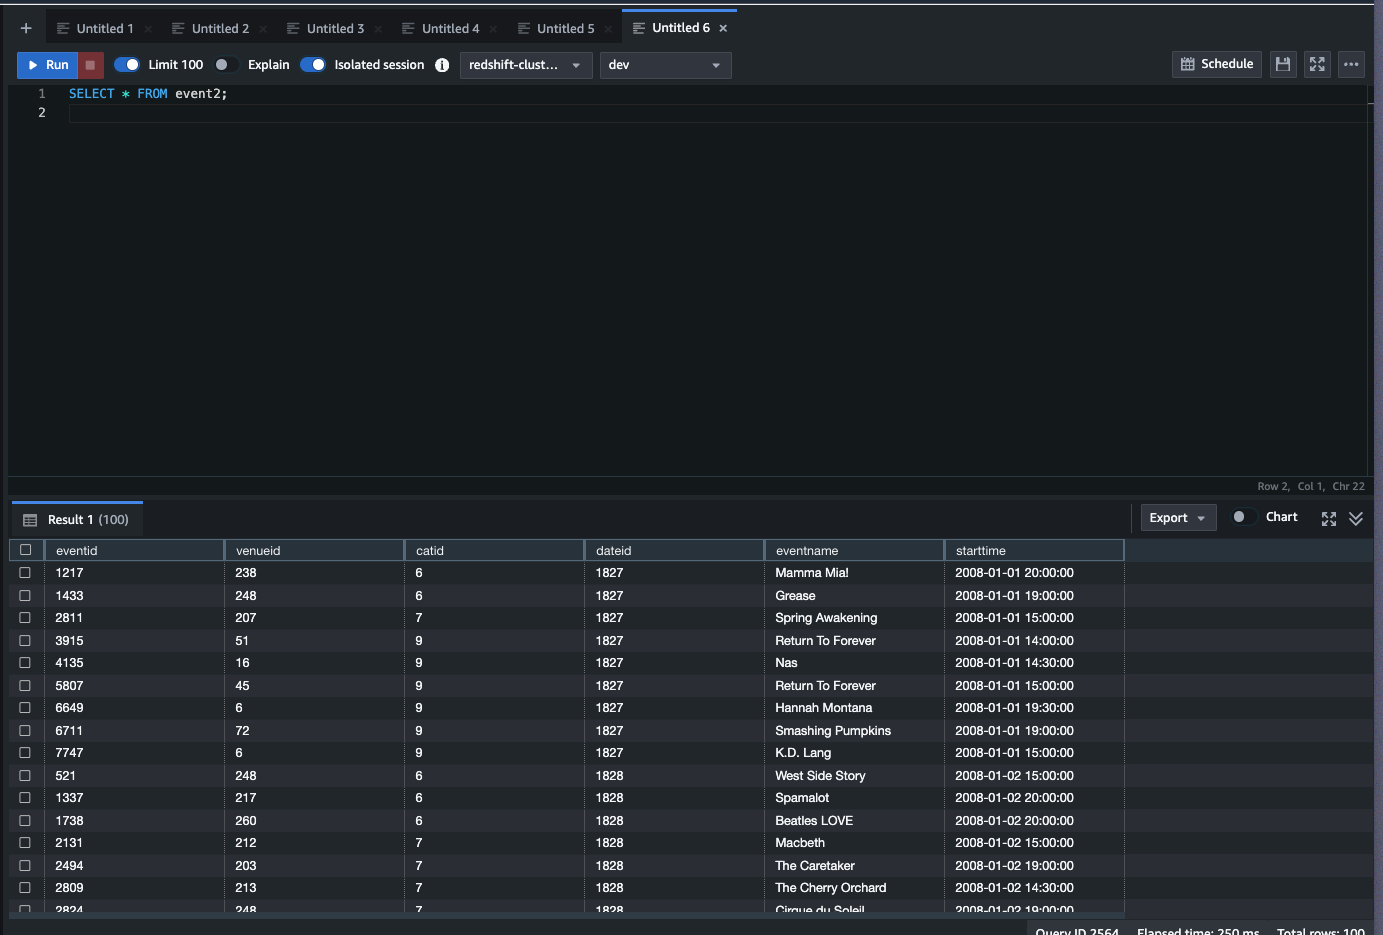 + Untitled 1 × Untitled 2 × Untitled 3 × Untitled 4 × Untitled 5 × Untitled 6 ×
Run Limit 100 Explain Isolated session i redshift-clust... dev Schedule
1 SELECT * FROM event2;
2
Row 2, Col 1, Chr 22
Result 1 (100) Export Chart
eventid venueid catid dateid eventname starttime
1217 238 6 1827 Mamma Mia! 2008-01-01 20:00:00
1433 248 6 1827 Grease 2008-01-01 19:00:00
2811 207 7 1827 Spring Awakening 2008-01-01 15:00:00
3915 51 9 1827 Return To Forever 2008-01-01 14:00:00
4135 16 9 1827 Nas 2008-01-01 14:30:00
5807 45 9 1827 Return To Forever 2008-01-01 15:00:00
6649 6 9 1827 Hannah Montana 2008-01-01 19:30:00
6711 72 9 1827 Smashing Pumpkins 2008-01-01 19:00:00
7747 6 9 1827 K.D. Lang 2008-01-01 15:00:00
521 248 6 1828 West Side Story 2008-01-02 15:00:00
1337 217 6 1828 Spamalot 2008-01-02 20:00:00
1738 260 6 1828 Beatles LOVE 2008-01-02 20:00:00
2131 212 7 1828 Macbeth 2008-01-02 15:00:00
2494 203 7 1828 The Caretaker 2008-01-02 19:00:00
2809 213 7 1828 The Cherry Orchard 2008-01-02 14:30:00
2824 248 7 1828 Cirque du Soleil 2008-01-02 19:00:00
Query ID 2564 Elapsed time: 250 ms Total rows: 100